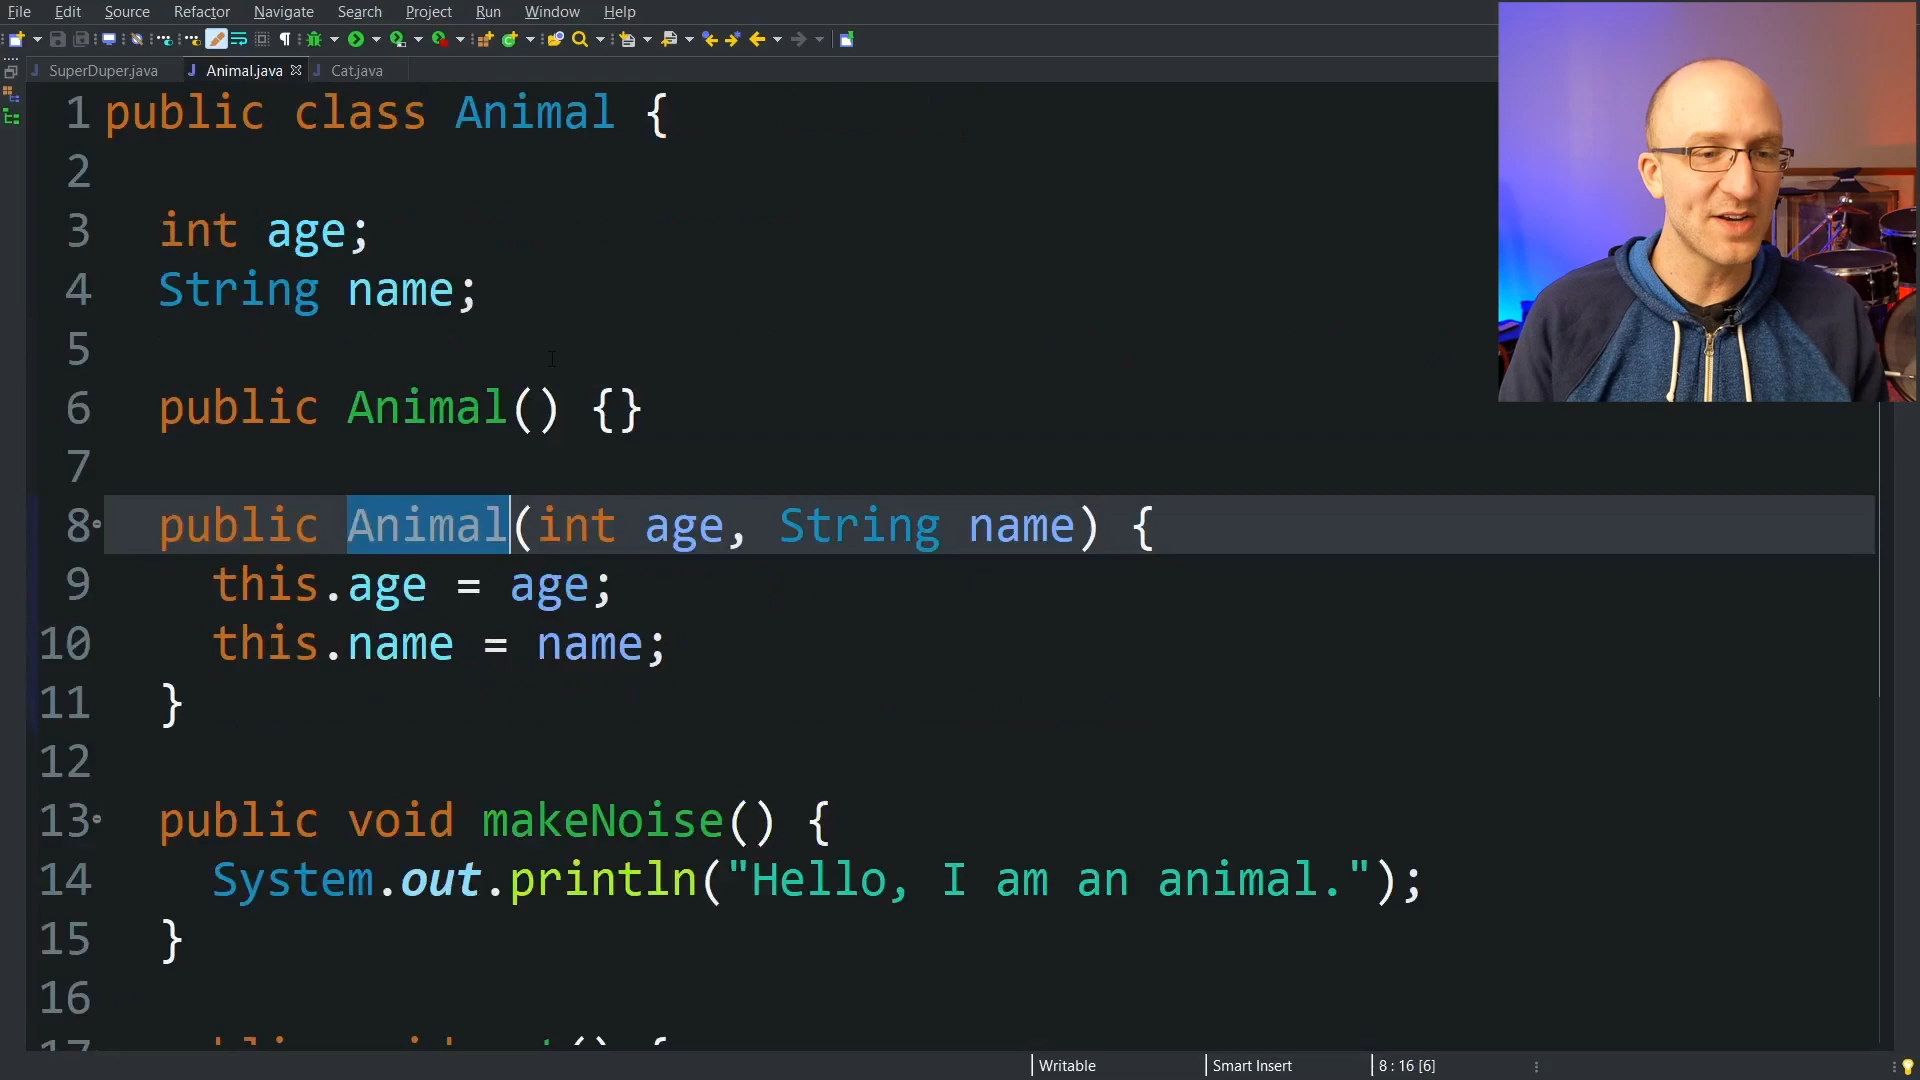 File Edit Source Refactor Navigate Search Project Run Window Help
SuperDuper.java Animal.java Cat.java
1 public class Animal {
2
3 int age;
4 String name;
5
6 public Animal() {}
7
8 public Animal(int age, String name) {
9 this.age = age;
10 this.name = name;
11 }
12
13 public void makeNoise() {
14 System.out.println("Hello, I am an animal.");
15 }
16
17
Writable Smart Insert 8 : 16 [6]